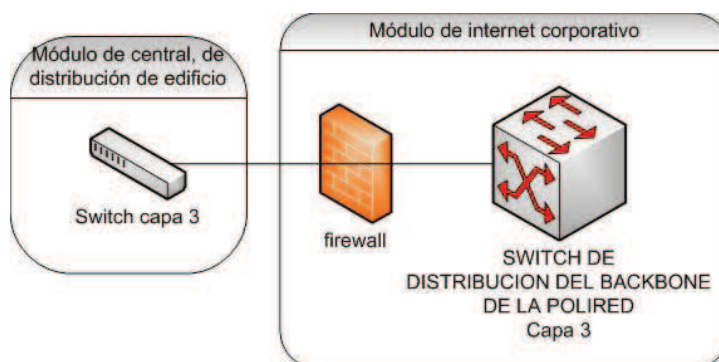 Módulo de central, de
distribución de edificio
Switch capa 3
Módulo de internet corporativo
firewall
SWITCH DE
DISTRIBUCION DEL BACKBONE
DE LA POLIRED
Capa 3